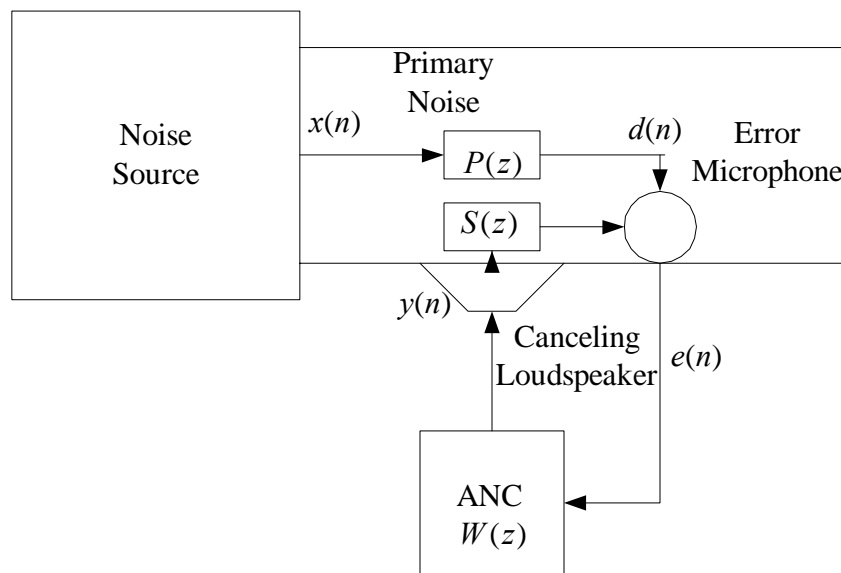 Noise
Source
x(n)
Primary
Noise
P(z)
d(n)
Error
Microphone
S(z)
y(n)
Canceling
Loudspeaker
e(n)
ANC
W(z)